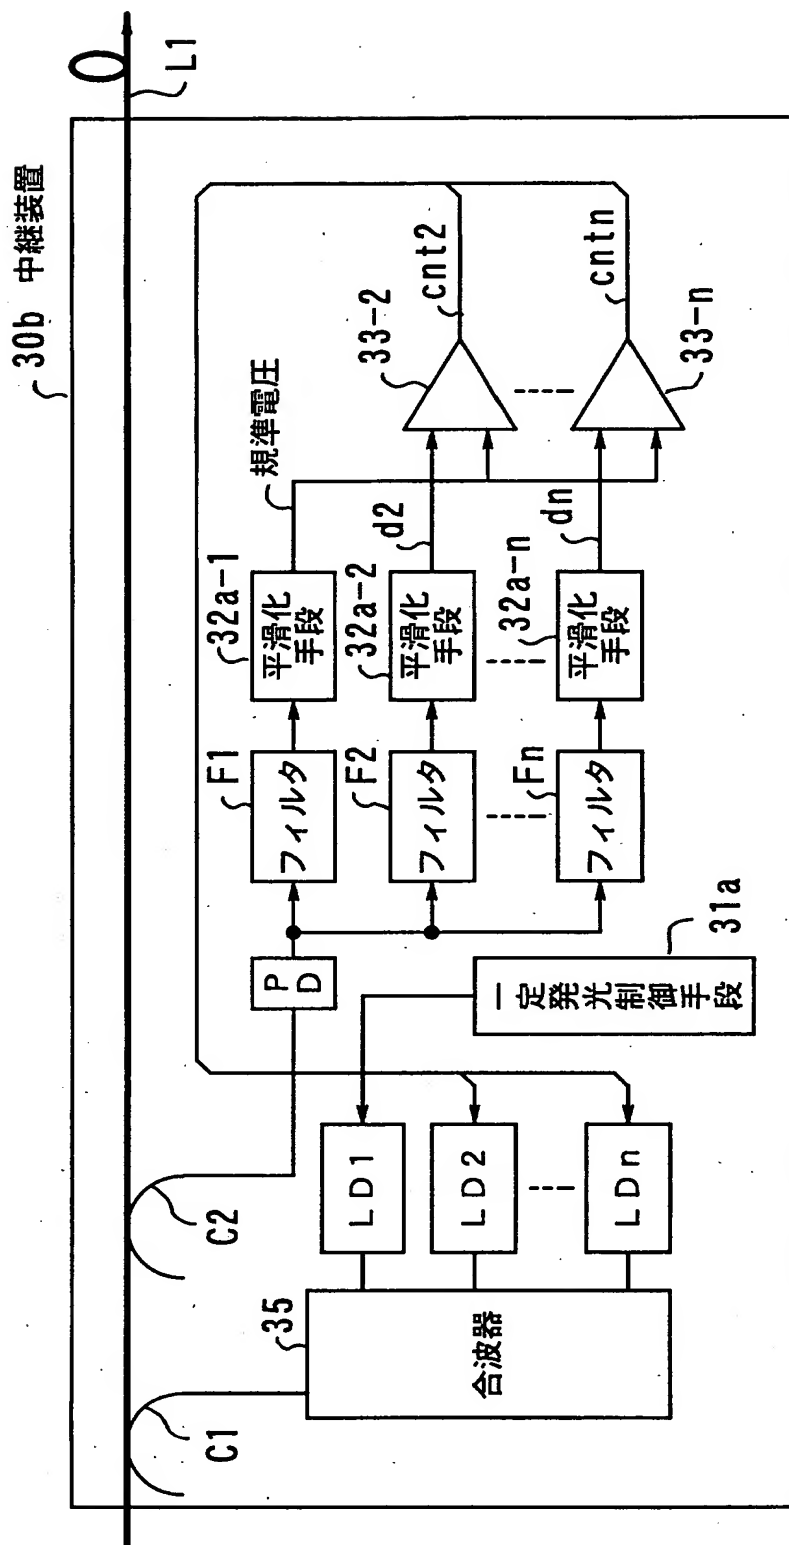 30b 中継装置
L1
C1
C2
35
合波器
LD1
LD2
LDn
一定発光制御手段
31a
PD
F1
フィルタ
F2
フィルタ
Fn
フィルタ
32a-1
平滑化
手段
32a-2
平滑化
手段
32a-n
平滑化
手段
規準電圧
d2
dn
33-2
33-n
cnt2
cntn